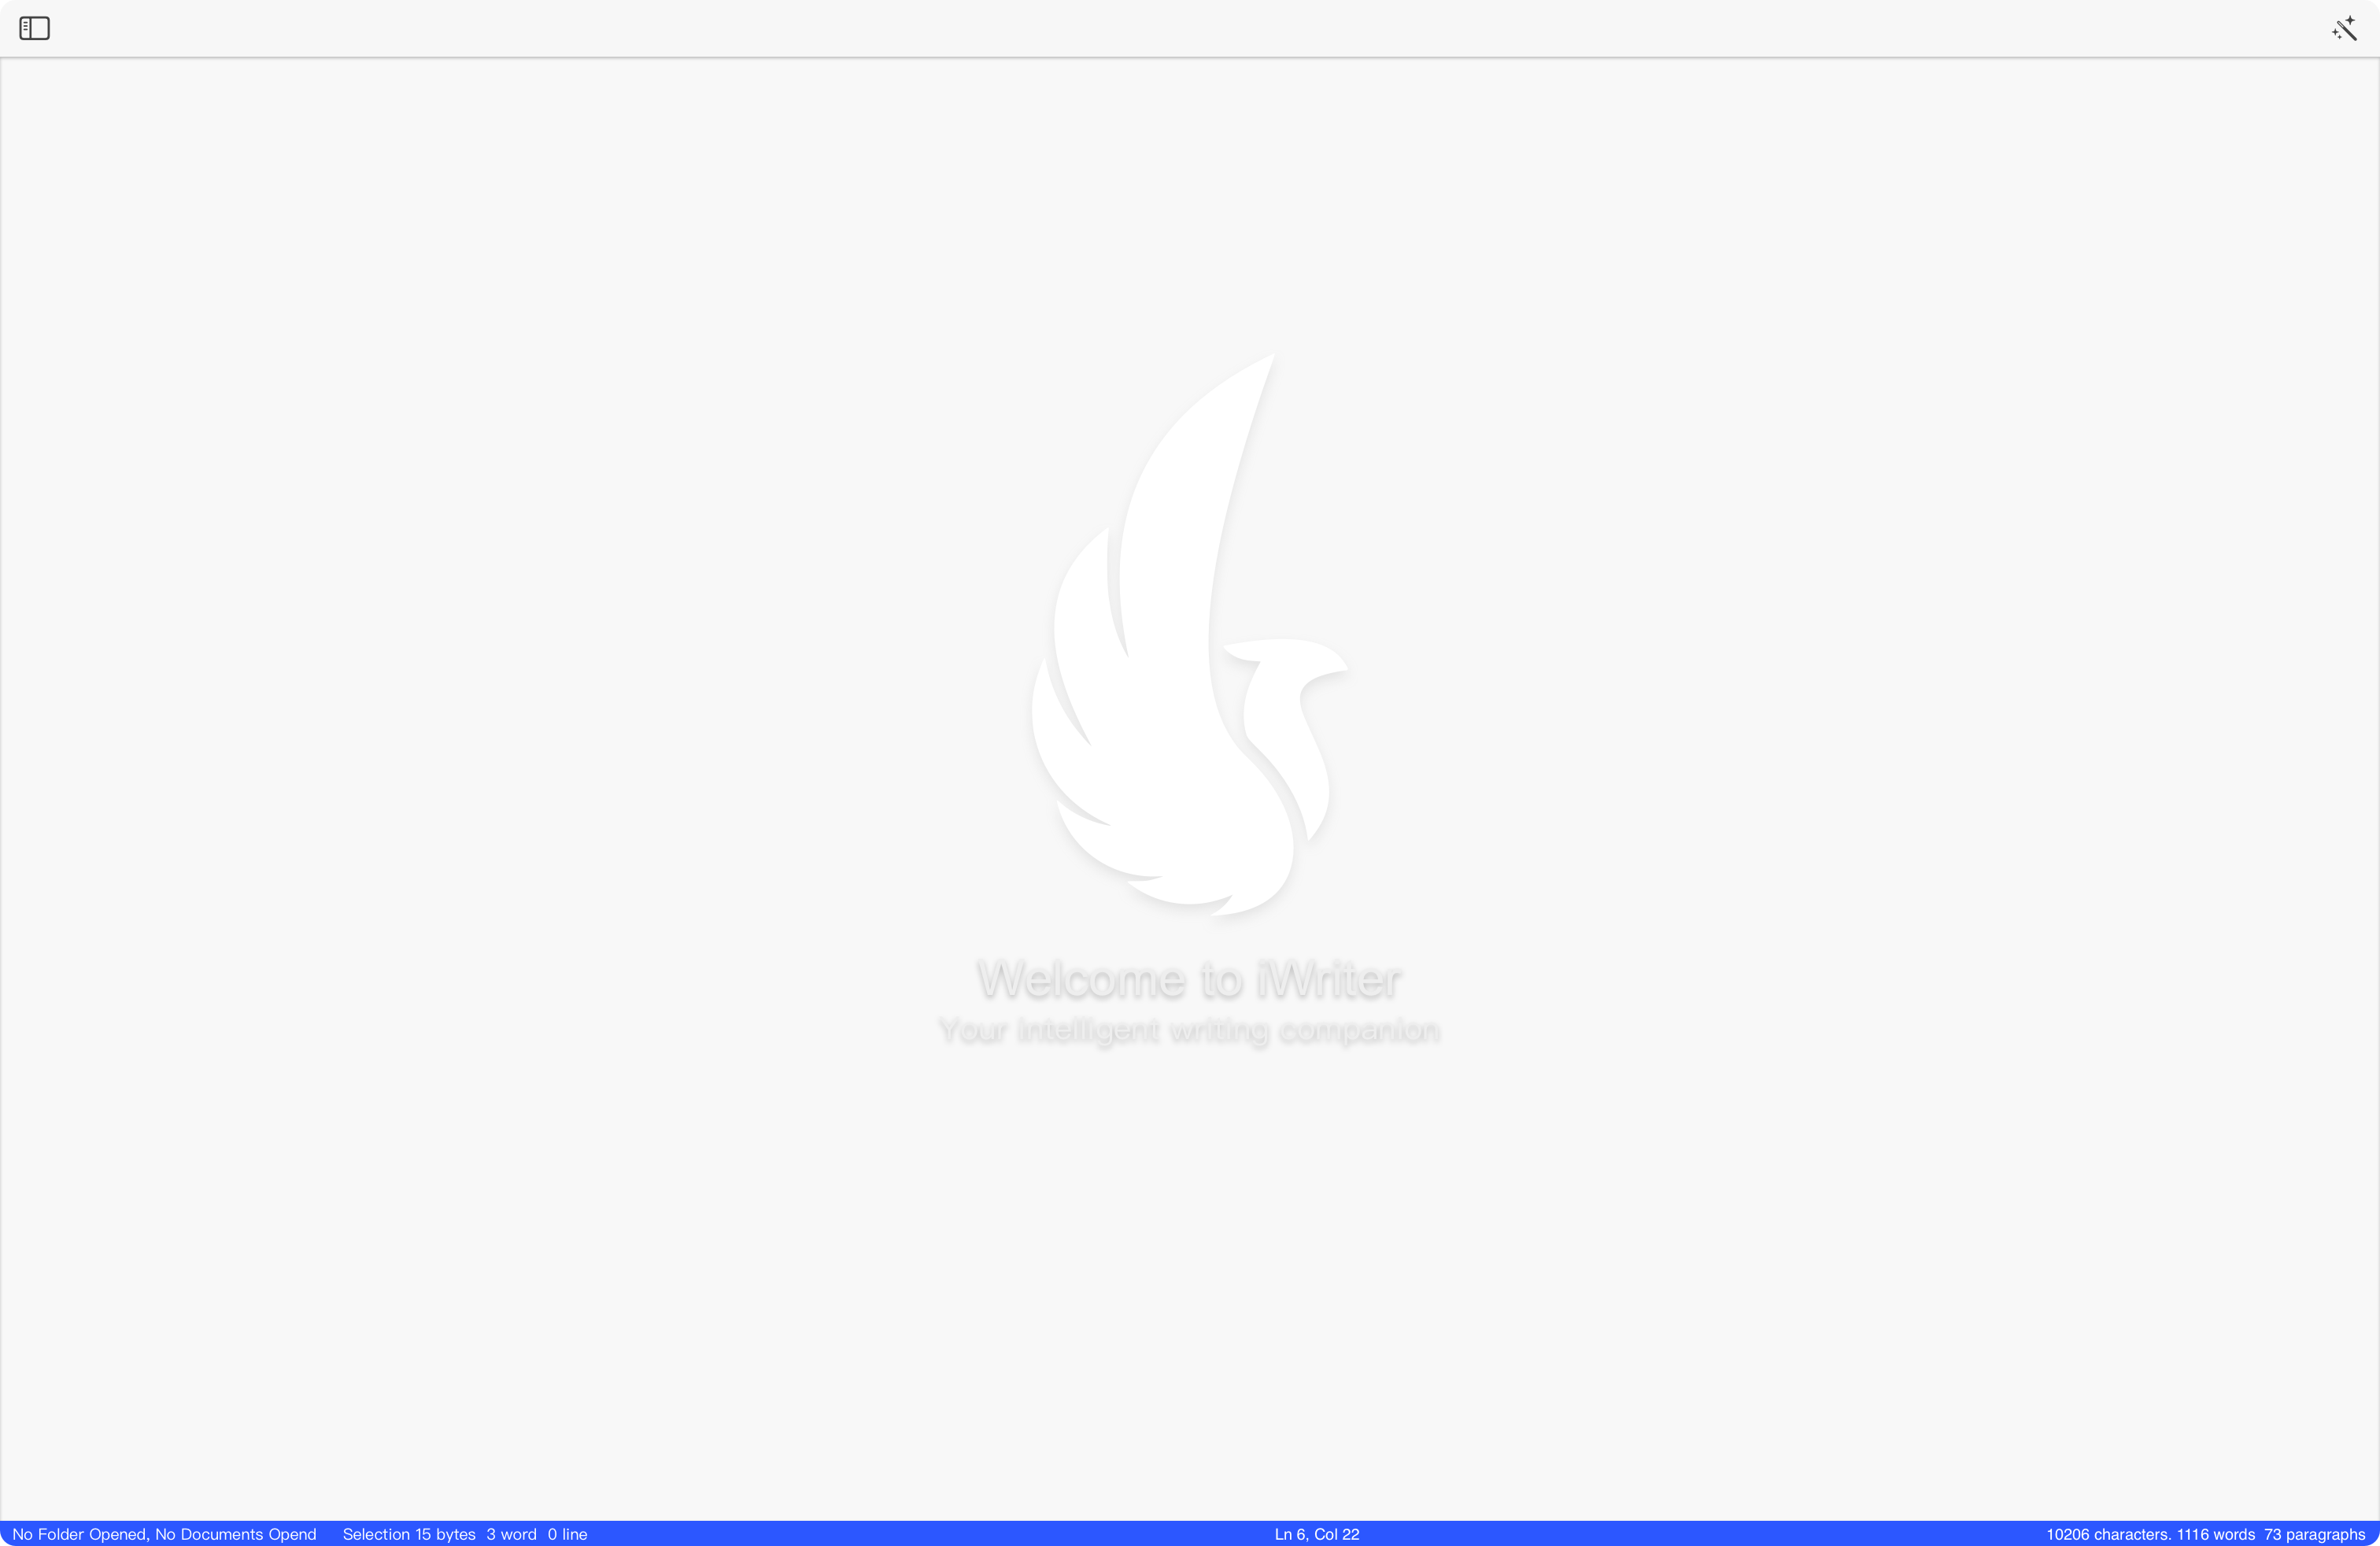 Welcome to iWriter
Your intelligent writing companion
No Folder Opened, No Documents Opend Selection 15 bytes 3 word 0 line Ln 6, Col 22 10206 characters. 1116 words 73 paragraphs